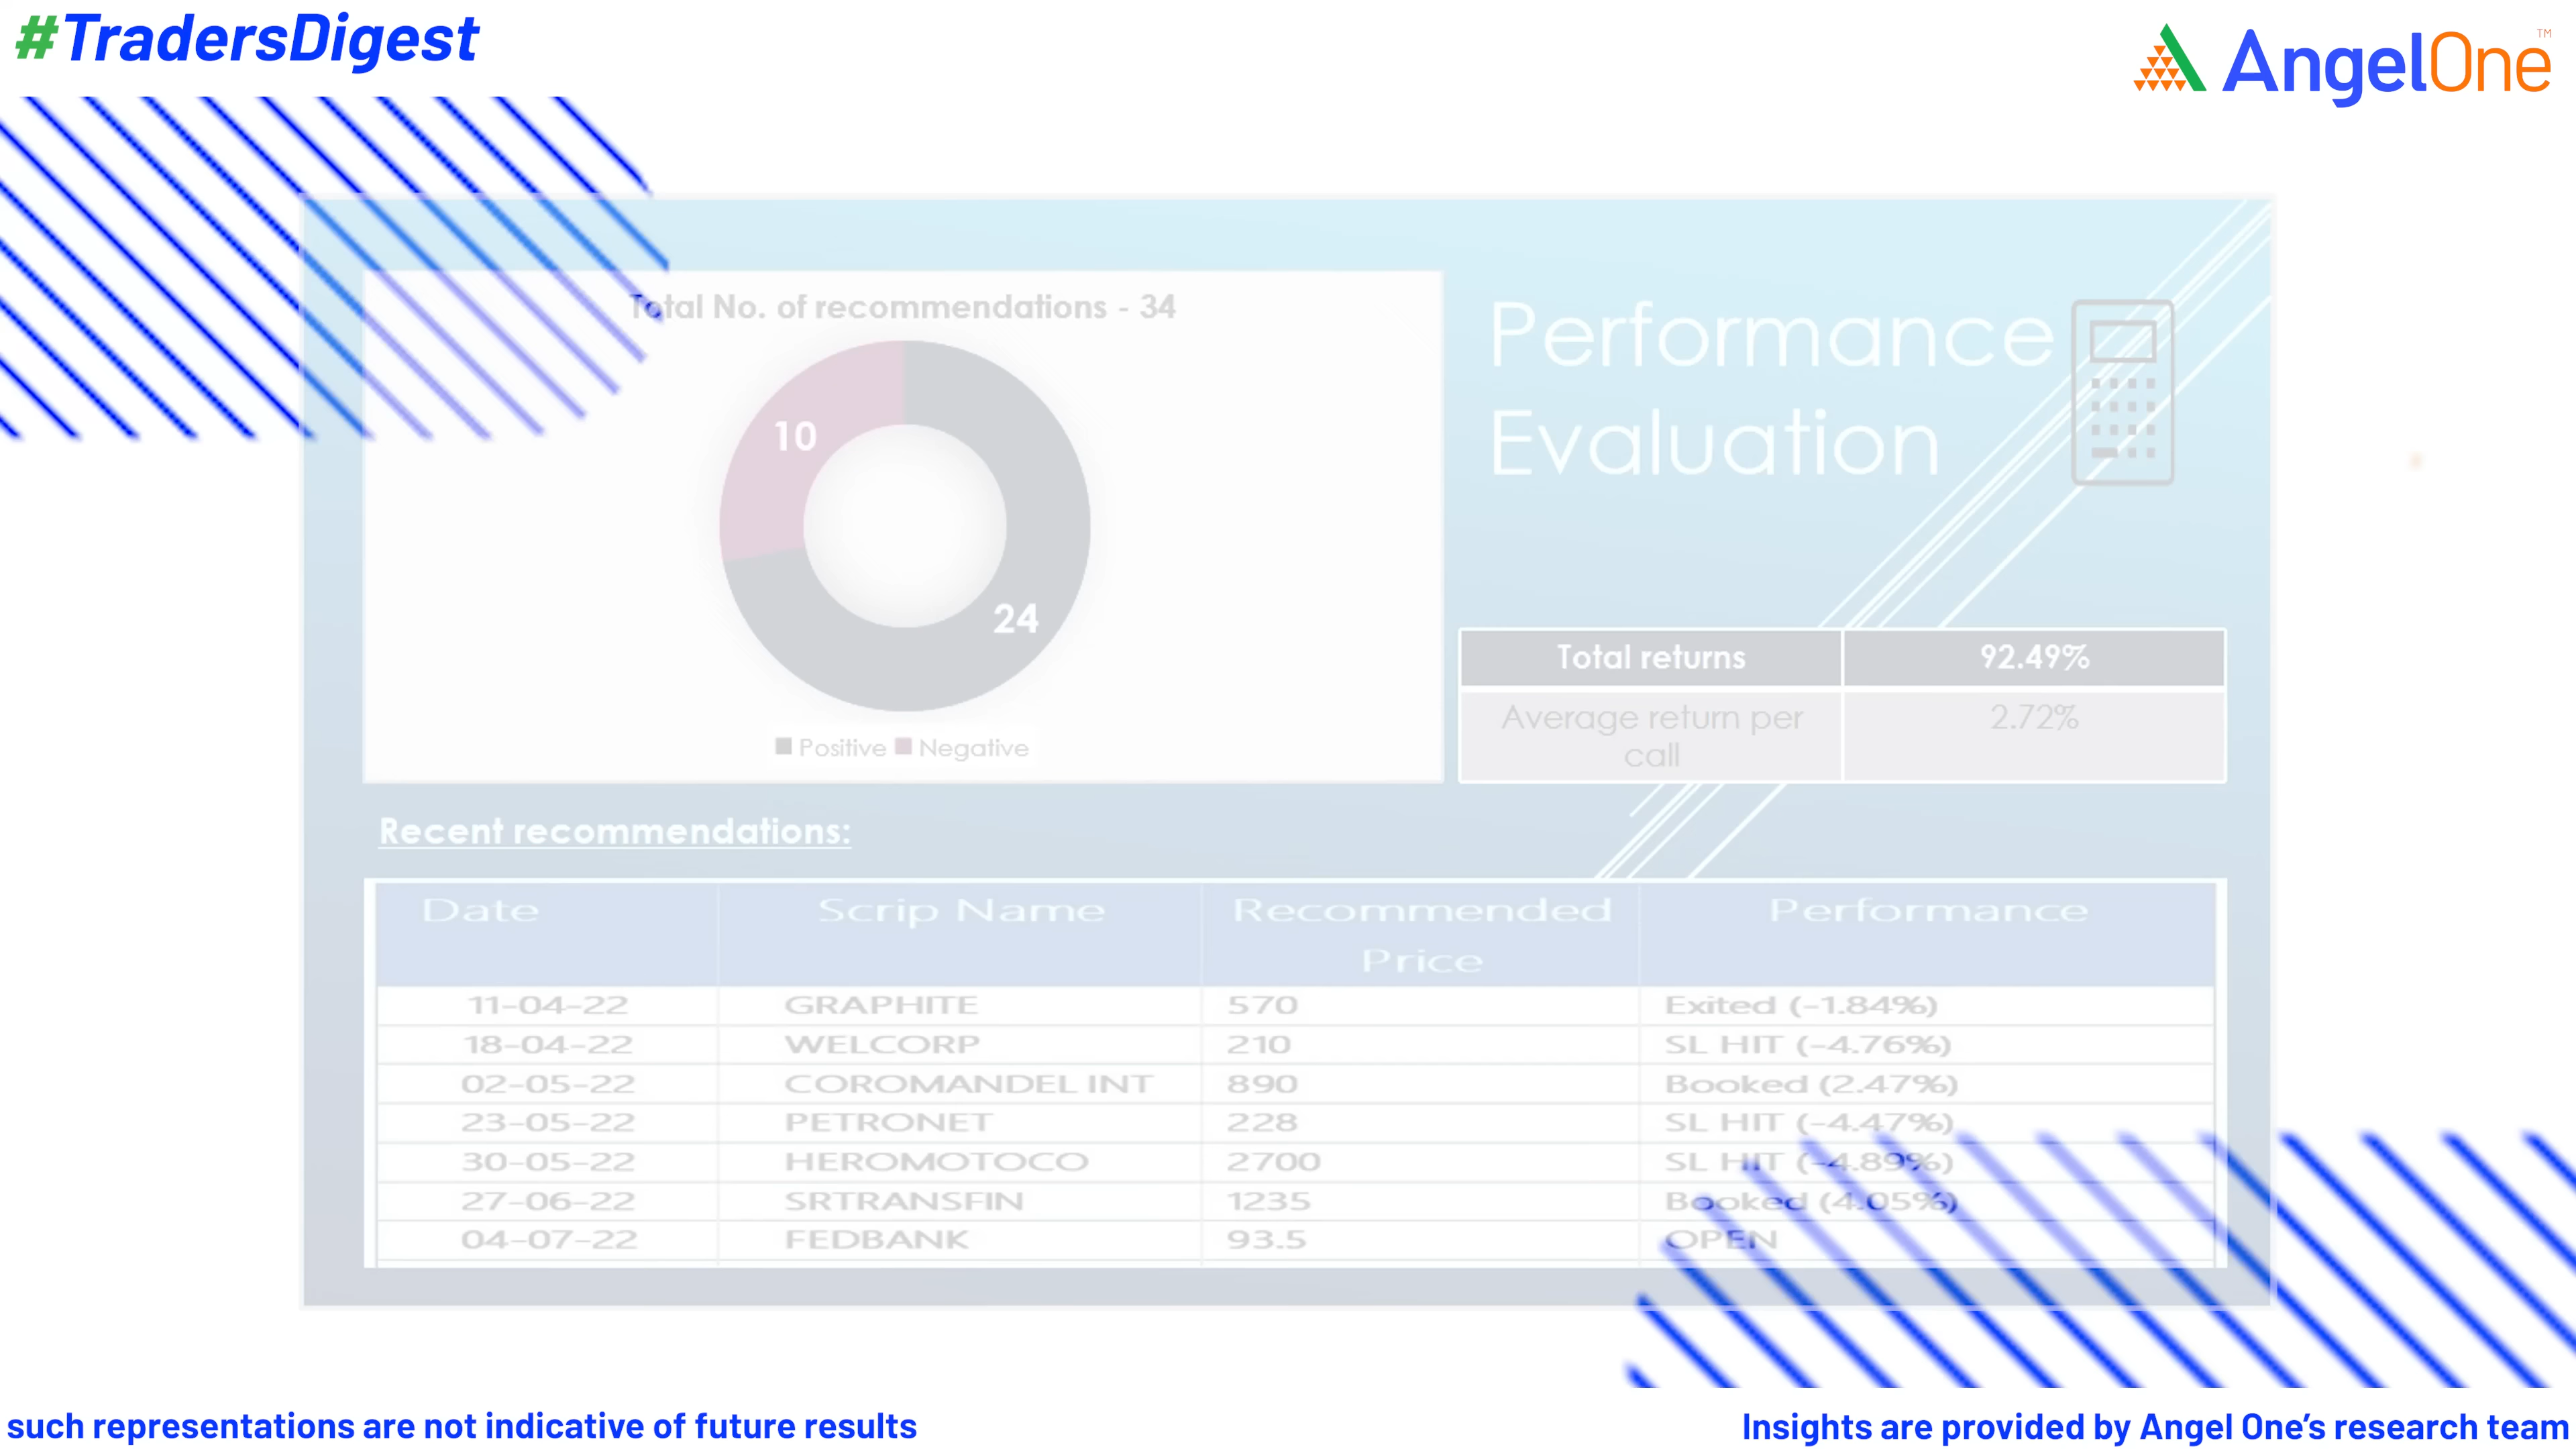 #TradersDigest
AngelOne™
Total No. of recommendations - 34
10
24
Positive Negative
Performance
Evaluation
Total returns 92.49%
Average return per call 2.72%
Recent recommendations:
Date Scrip Name Recommended Price Performance
11-04-22 GRAPHITE 570 Exited (-1.84%)
18-04-22 WELCORP 210 SL HIT (-4.76%)
02-05-22 COROMANDEL INT 890 Booked (2.47%)
23-05-22 PETRONET 228 SL HIT (-4.47%)
30-05-22 HEROMOTOCO 2700 SL HIT (-4.89%)
27-06-22 SRTRANSFIN 1235 Booked (4.05%)
04-07-22 FEDBANK 93.5 OPEN
such representations are not indicative of future results
Insights are provided by Angel One's research team